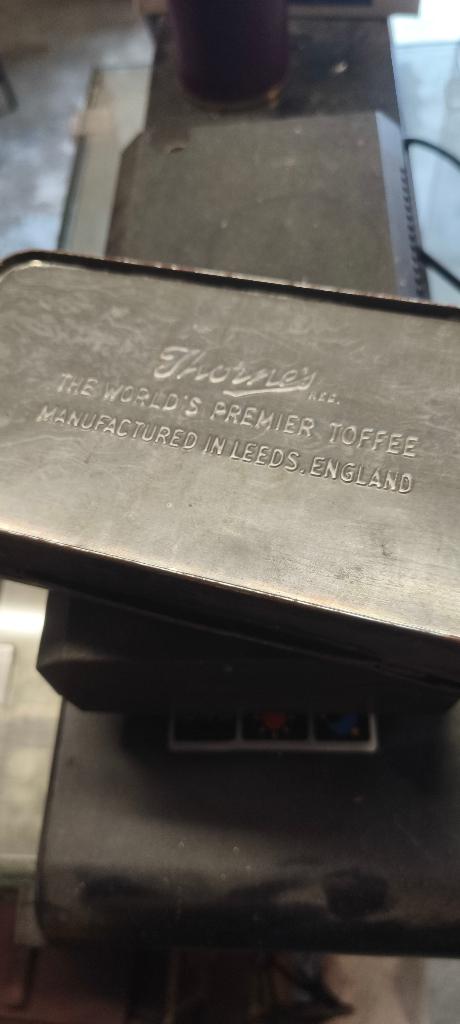 Thorne's REG.
THE WORLD'S PREMIER TOFFEE
MANUFACTURED IN LEEDS, ENGLAND